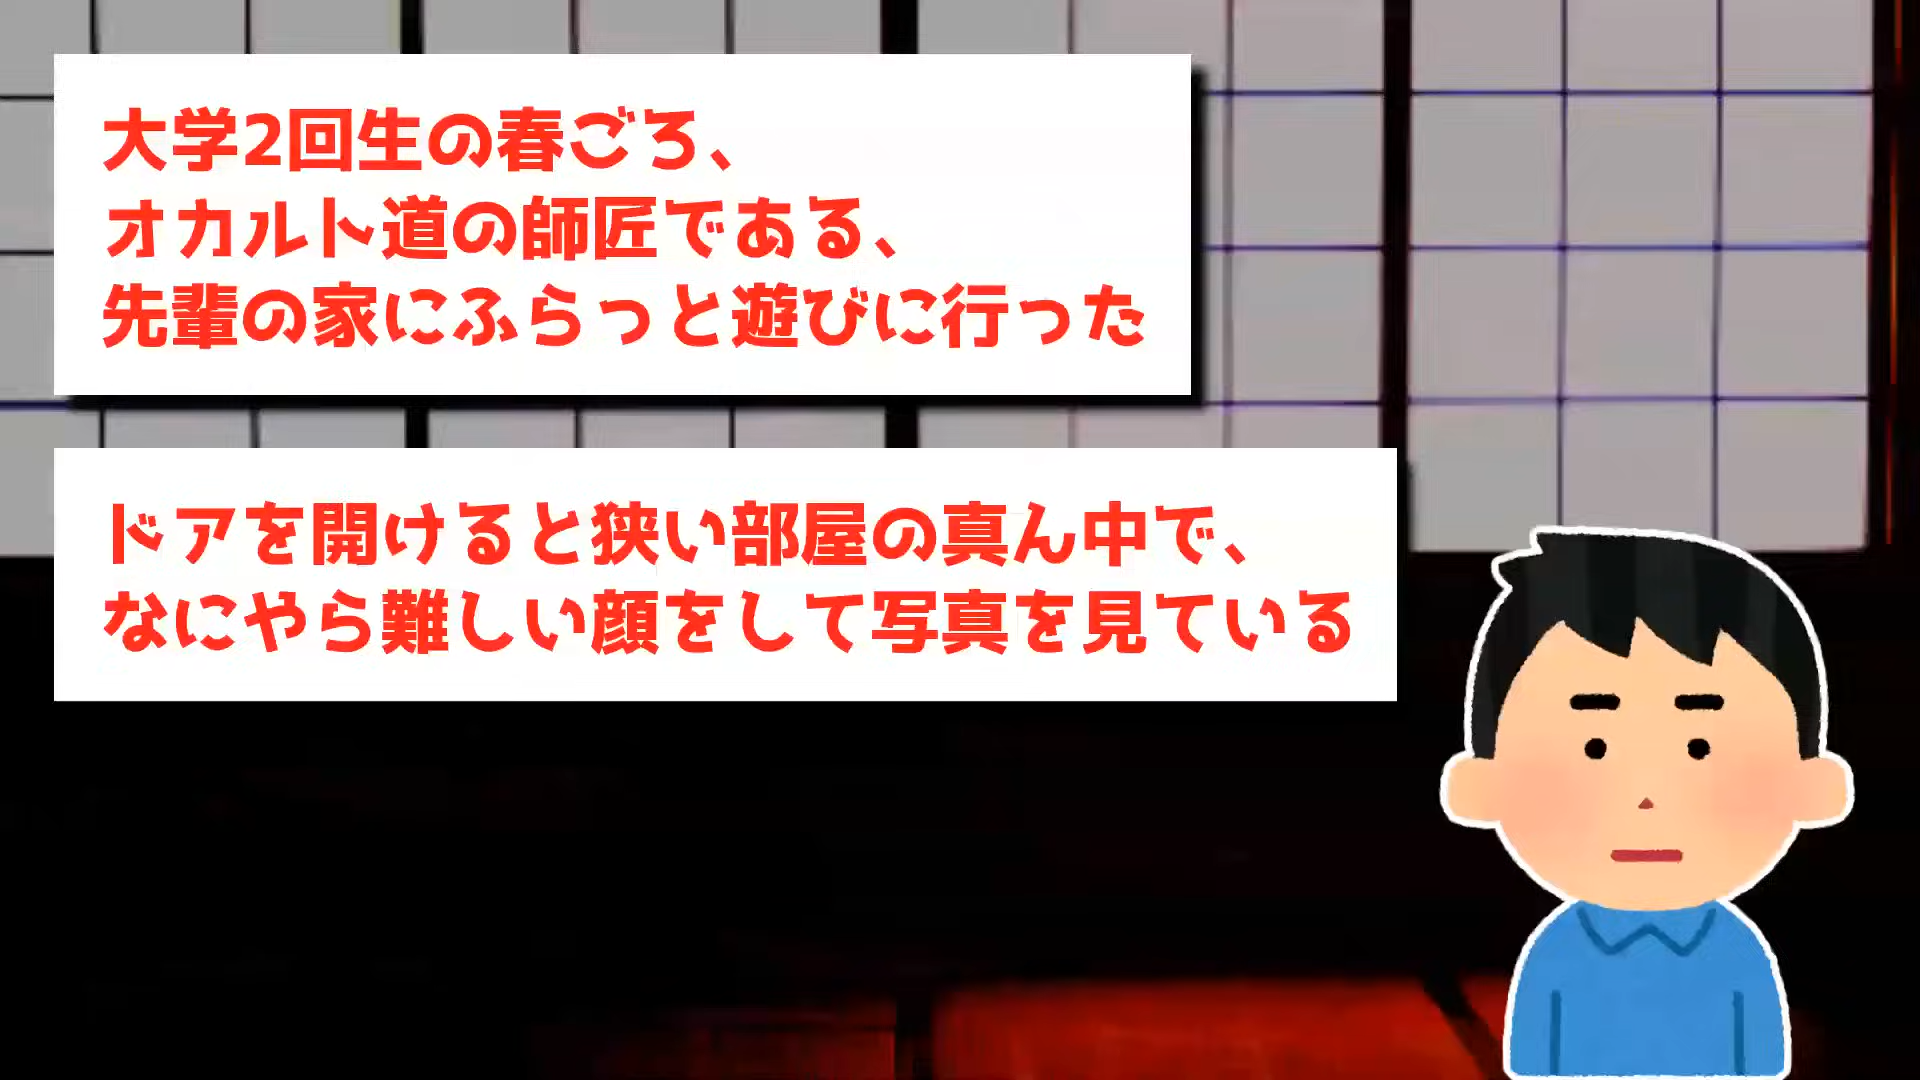 大学2回生の春ごろ、
オカルト道の師匠である、
先輩の家にふらっと遊びに行った
ドアを開けると狭い部屋の真ん中で、
なにやら難しい顔をして写真を見ている